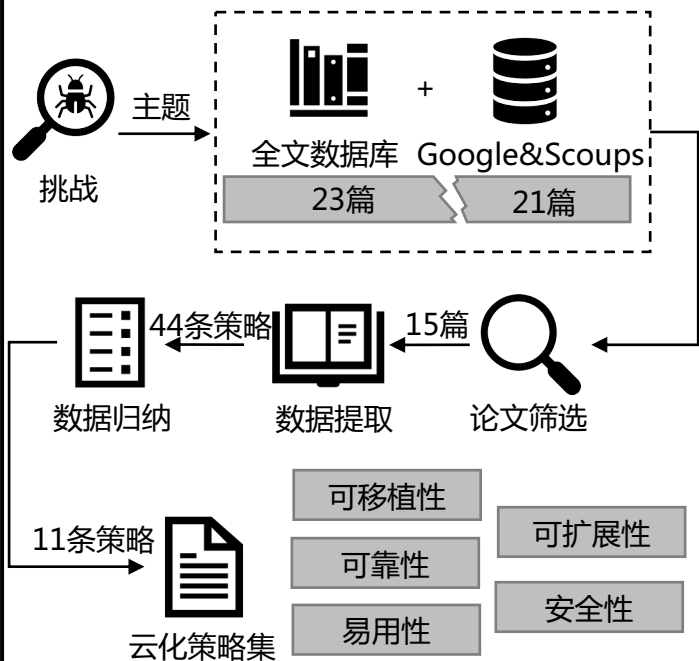 主题
+
挑战
全文数据库
Google&Scoups
23篇
21篇
44条策略
15篇
数据归纳
数据提取
论文筛选
11条策略
可移植性
可扩展性
可靠性
安全性
易用性
云化策略集